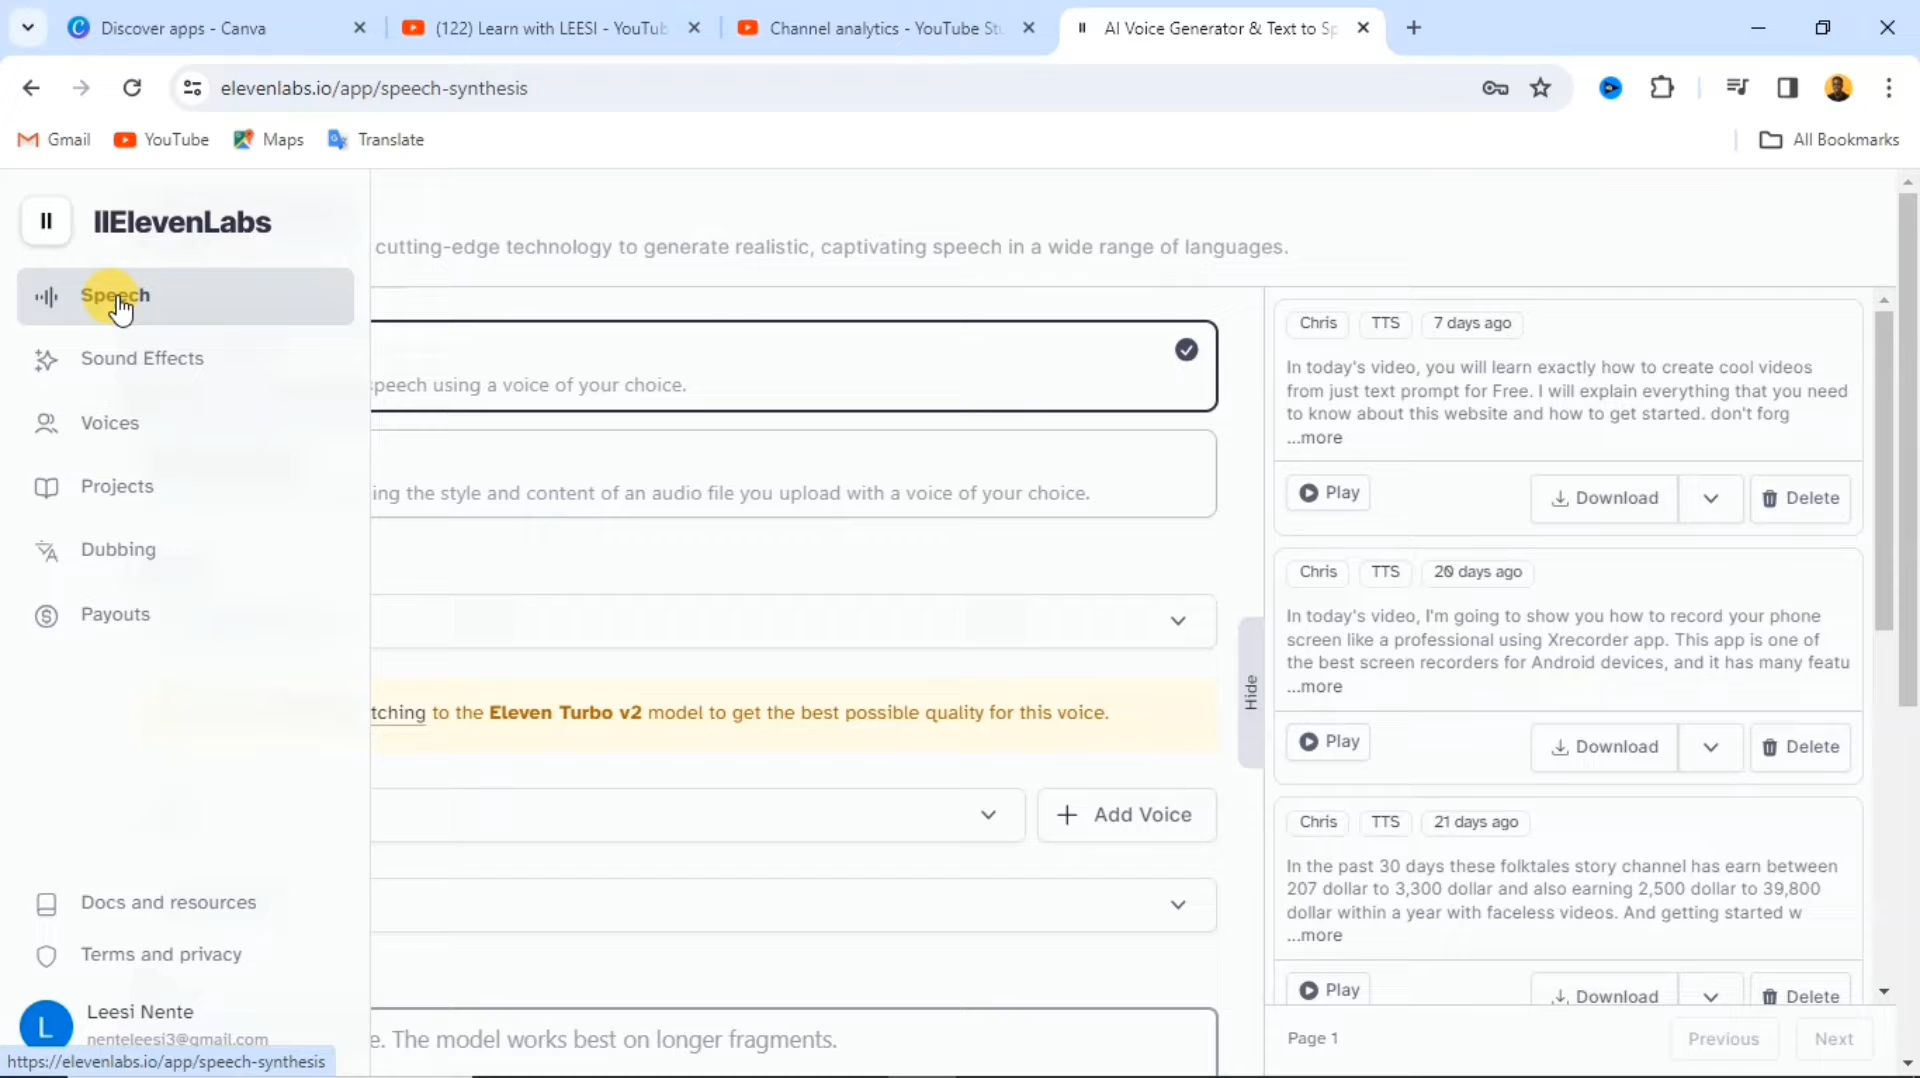 Discover apps - Canva
(122) Learn with LEESI - YouTub
Channel analytics - YouTube Stu
AI Voice Generator & Text to Sp
elevenlabs.io/app/speech-synthesis
Gmail
YouTube
Maps
Translate
All Bookmarks
IIElevenLabs
cutting-edge technology to generate realistic, captivating speech in a wide range of languages.
Speech
Sound Effects
Voices
Projects
Dubbing
Payouts
Docs and resources
Terms and privacy
L
Leesi Nente
nenteleesi3@gmail.com
https://elevenlabs.io/app/speech-synthesis
speech using a voice of your choice.
ing the style and content of an audio file you upload with a voice of your choice.
tching to the Eleven Turbo v2 model to get the best possible quality for this voice.
+ Add Voice
e. The model works best on longer fragments.
Hide
Chris TTS 7 days ago
In today's video, you will learn exactly how to create cool videos
from just text prompt for Free. I will explain everything that you need
to know about this website and how to get started. don't forg
...more
Play Download Delete
Chris TTS 20 days ago
In today's video, I'm going to show you how to record your phone
screen like a professional using Xrecorder app. This app is one of
the best screen recorders for Android devices, and it has many featu
...more
Play Download Delete
Chris TTS 21 days ago
In the past 30 days these folktales story channel has earn between
207 dollar to 3,300 dollar and also earning 2,500 dollar to 39,800
dollar within a year with faceless videos. And getting started w
...more
Play Download Delete
Page 1 Previous Next